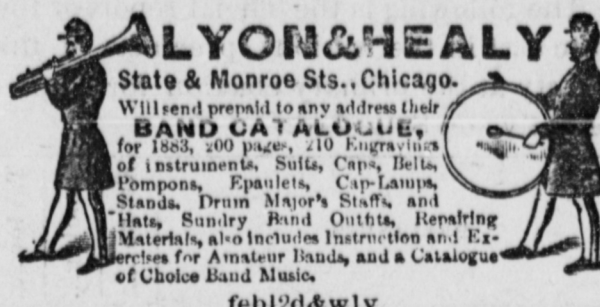 LYON&HEALY
State & Monroe Sts., Chicago.
Will send prepaid to any address their
BAND CATALOGUE,
for 1883, 200 pages, 210 Engravings
of instruments, Suits, Caps, Belts,
Pompons, Epaulets, Cap-Lamps,
Stands, Drum Major's Staffs, and
Hats, Sundry Band Outfits, Repairing
Materials, also includes Instruction and Ex-
ercises for Amateur Bands, and a Catalogue
of Choice Band Music.
feb12d&wly